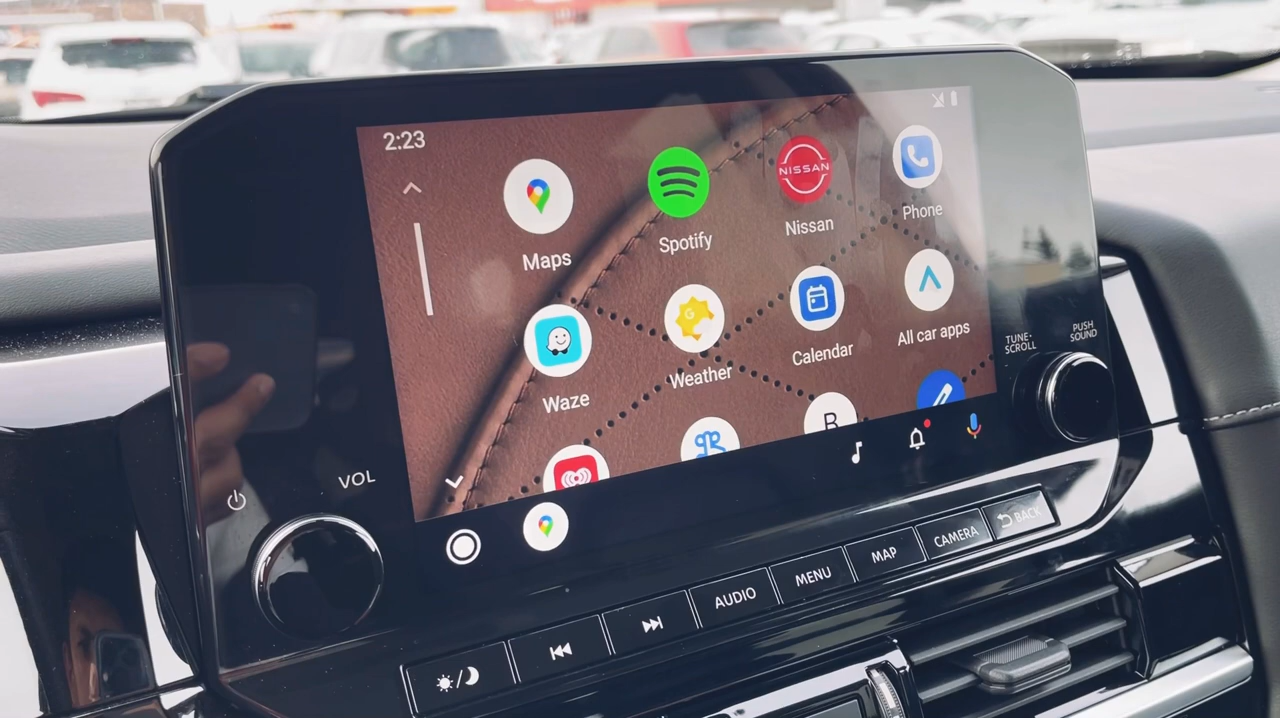 2:23
Maps
Spotify
NISSAN
Nissan
Phone
Waze
G
Weather
Calendar
All car apps
B
VOL
TUNE·SCROLL
PUSH SOUND
AUDIO
MENU
MAP
CAMERA
BACK